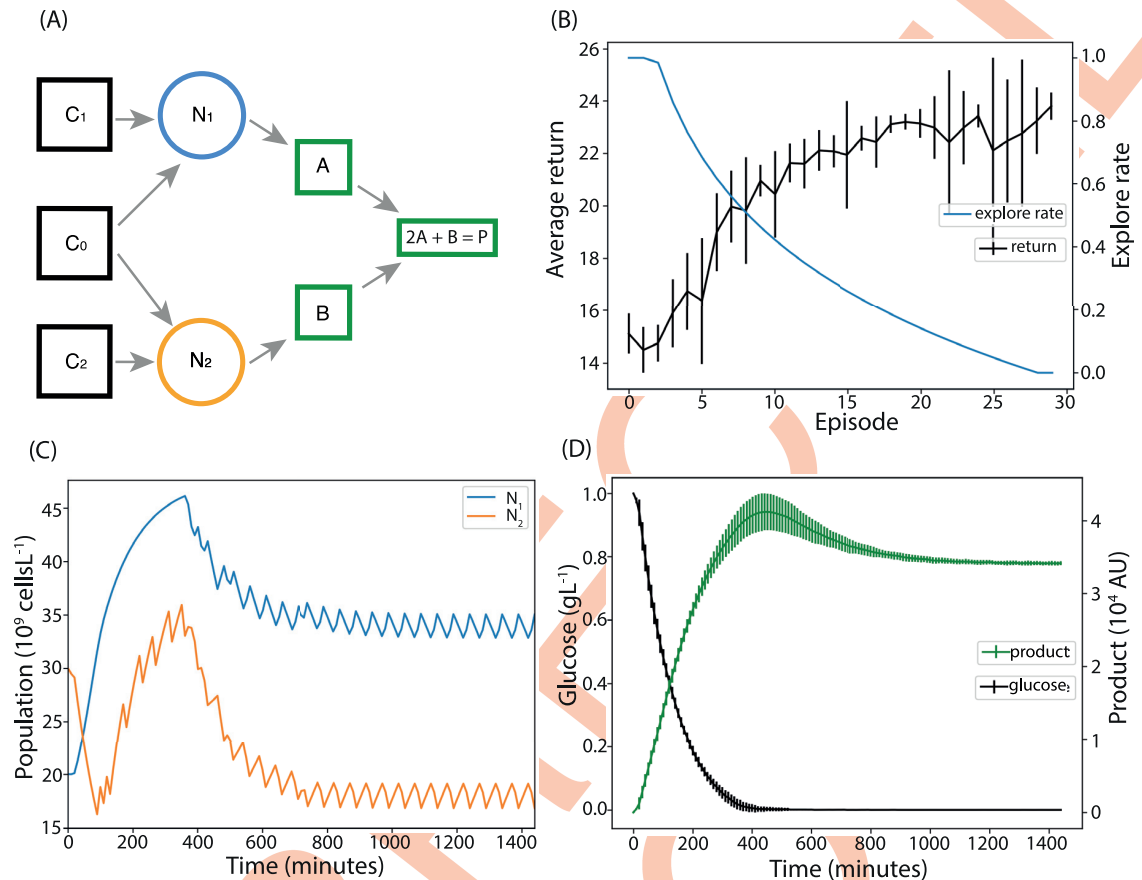 (A)
C1
N1
A
C0
2A + B = P
B
C2
N2
(B)
26
24
22
20
18
16
14
Average return
1.0
0.8
0.6
0.4
0.2
0.0
Explore rate
explore rate
return
0
5
10
15
20
25
30
Episode
(C)
45
40
35
30
25
20
15
Population (10⁹ cellsL⁻¹)
N1
N2
0
200
400
600
800
1000
1200
1400
Time (minutes)
(D)
1.0
0.8
0.6
0.4
0.2
0.0
Glucose (gL⁻¹)
4
3
2
1
0
Product (10⁴ AU)
product
glucose
0
200
400
600
800
1000
1200
1400
Time (minutes)